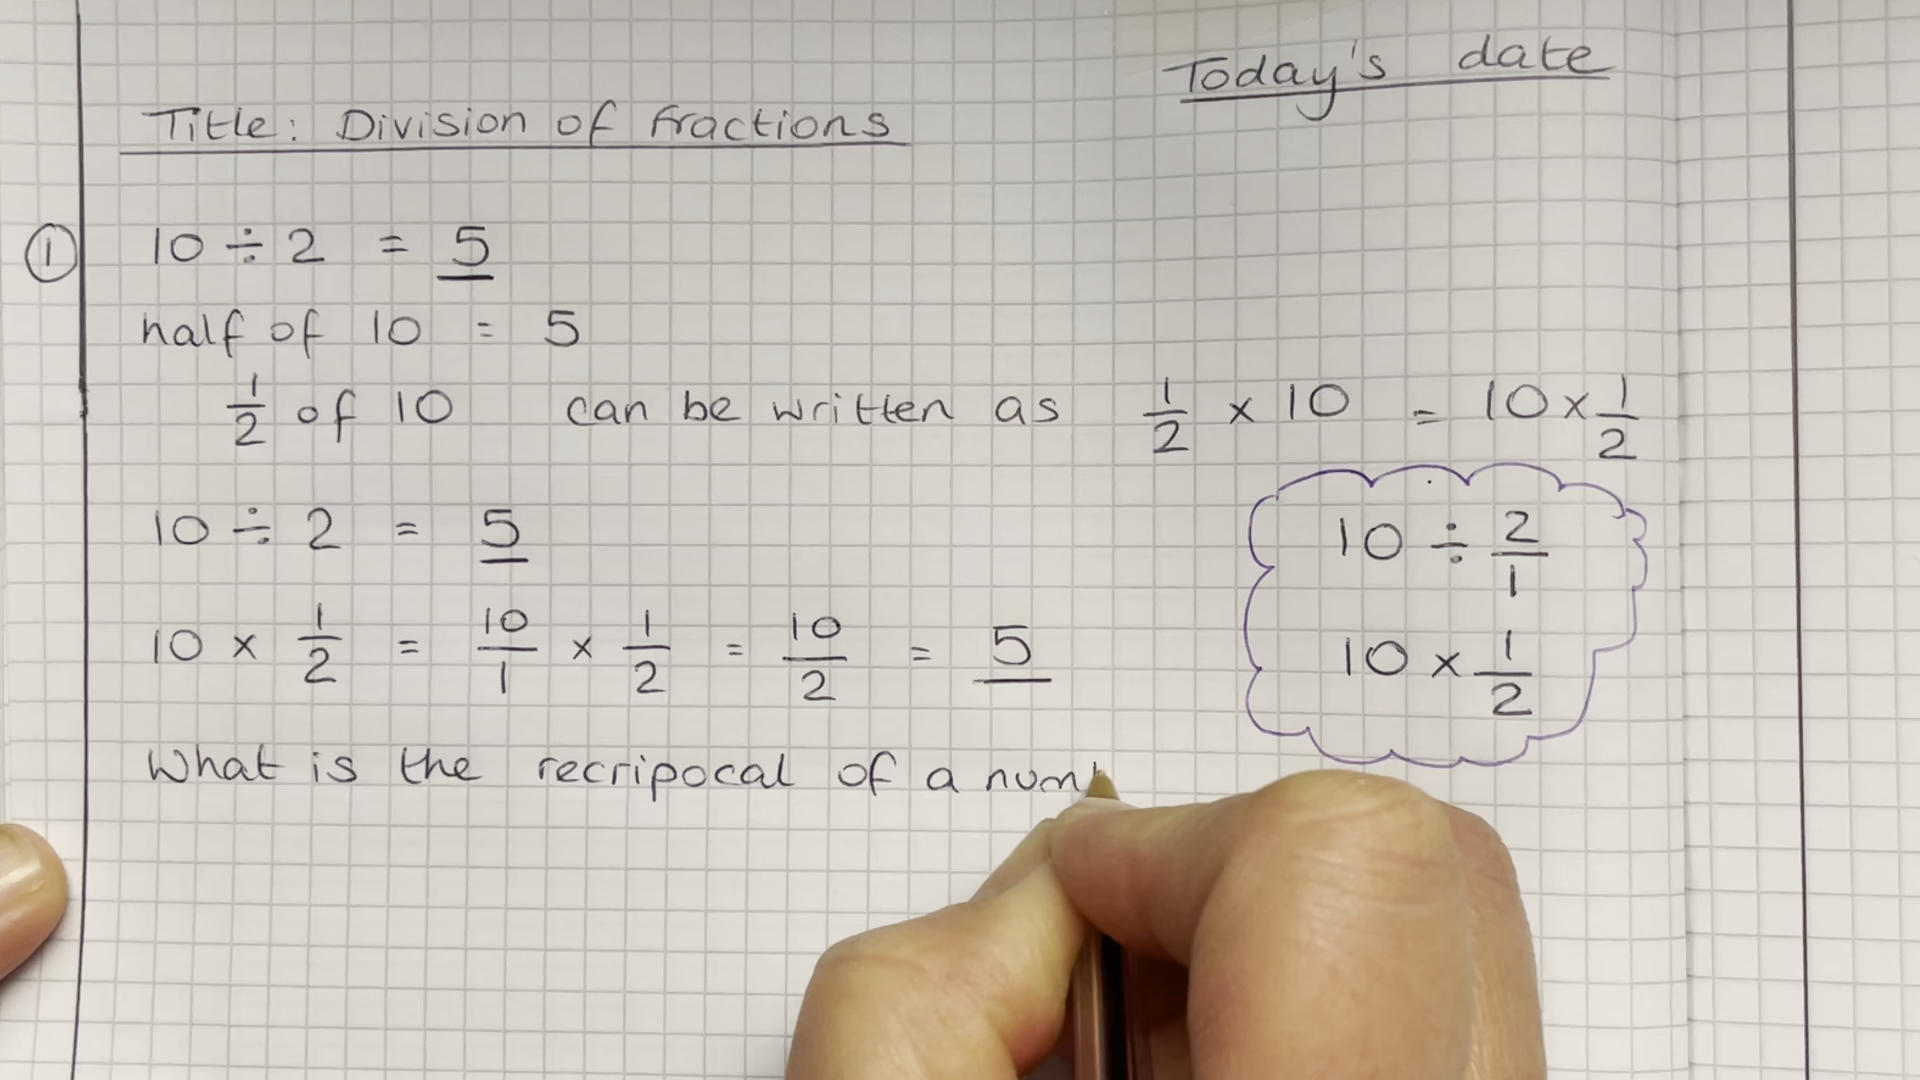 Today's date
Title: Division of fractions
① 10 ÷ 2 = 5
half of 10 = 5
1/2 of 10 can be written as 1/2 × 10 = 10 × 1/2
10 ÷ 2 = 5
10 ÷ 2/1
10 × 1/2 = 10/1 × 1/2 = 10/2 = 5
10 × 1/2
What is the recripocal of a num